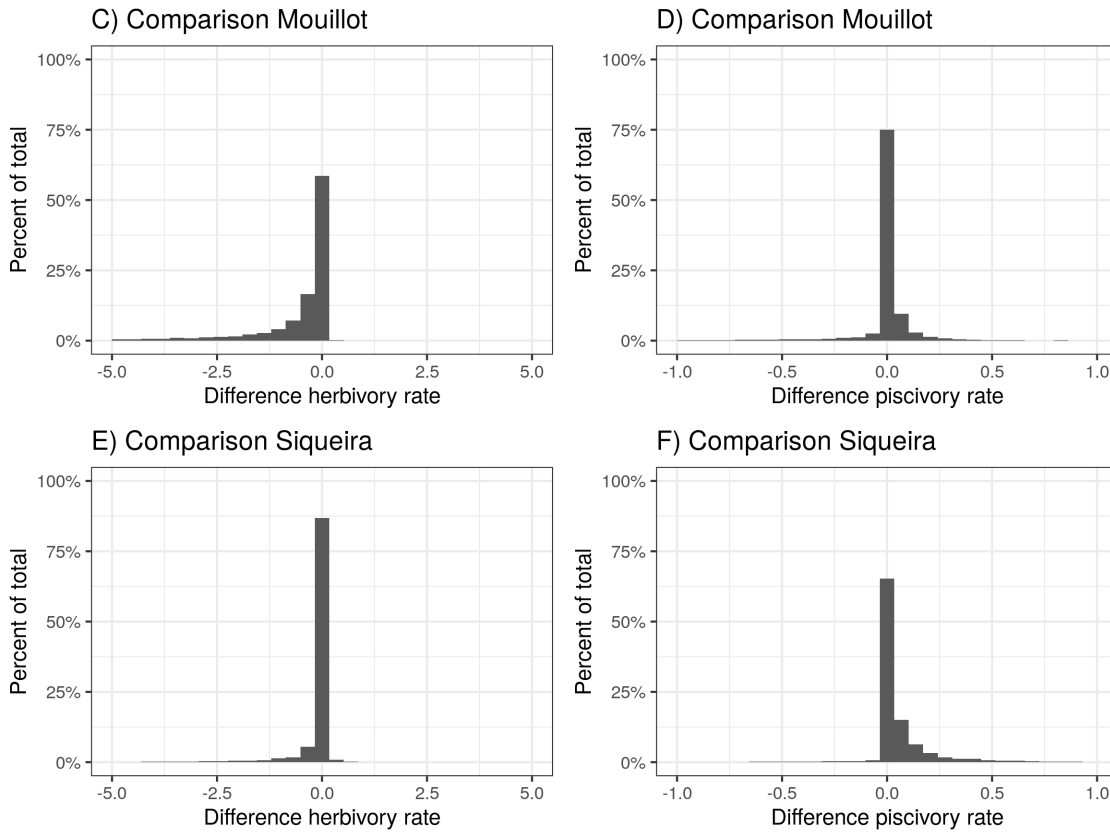 C) Comparison Mouillot
Percent of total
100%
75%
50%
25%
0%
-5.0 -2.5 0.0 2.5 5.0
Difference herbivory rate
D) Comparison Mouillot
Percent of total
100%
75%
50%
25%
0%
-1.0 -0.5 0.0 0.5 1.0
Difference piscivory rate
E) Comparison Siqueira
Percent of total
100%
75%
50%
25%
0%
-5.0 -2.5 0.0 2.5 5.0
Difference herbivory rate
F) Comparison Siqueira
Percent of total
100%
75%
50%
25%
0%
-1.0 -0.5 0.0 0.5 1.0
Difference piscivory rate